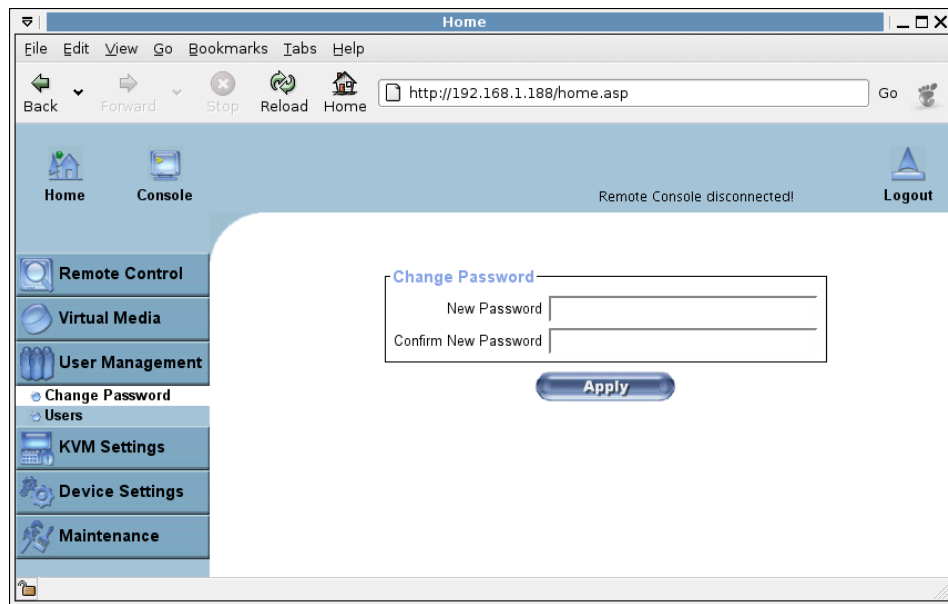 Home
File Edit View Go Bookmarks Tabs Help
Back Forward Stop Reload Home http://192.168.1.188/home.asp Go
Home Console Remote Console disconnected! Logout
Remote Control
Virtual Media
User Management
Change Password
Users
KVM Settings
Device Settings
Maintenance
Change Password
New Password
Confirm New Password
Apply